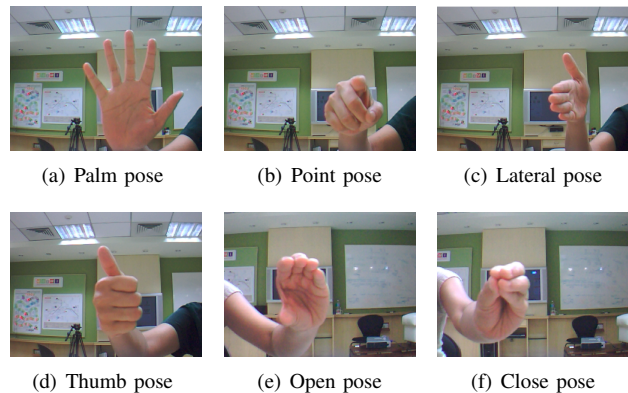 (a) Palm pose
(b) Point pose
(c) Lateral pose
(d) Thumb pose
(e) Open pose
(f) Close pose